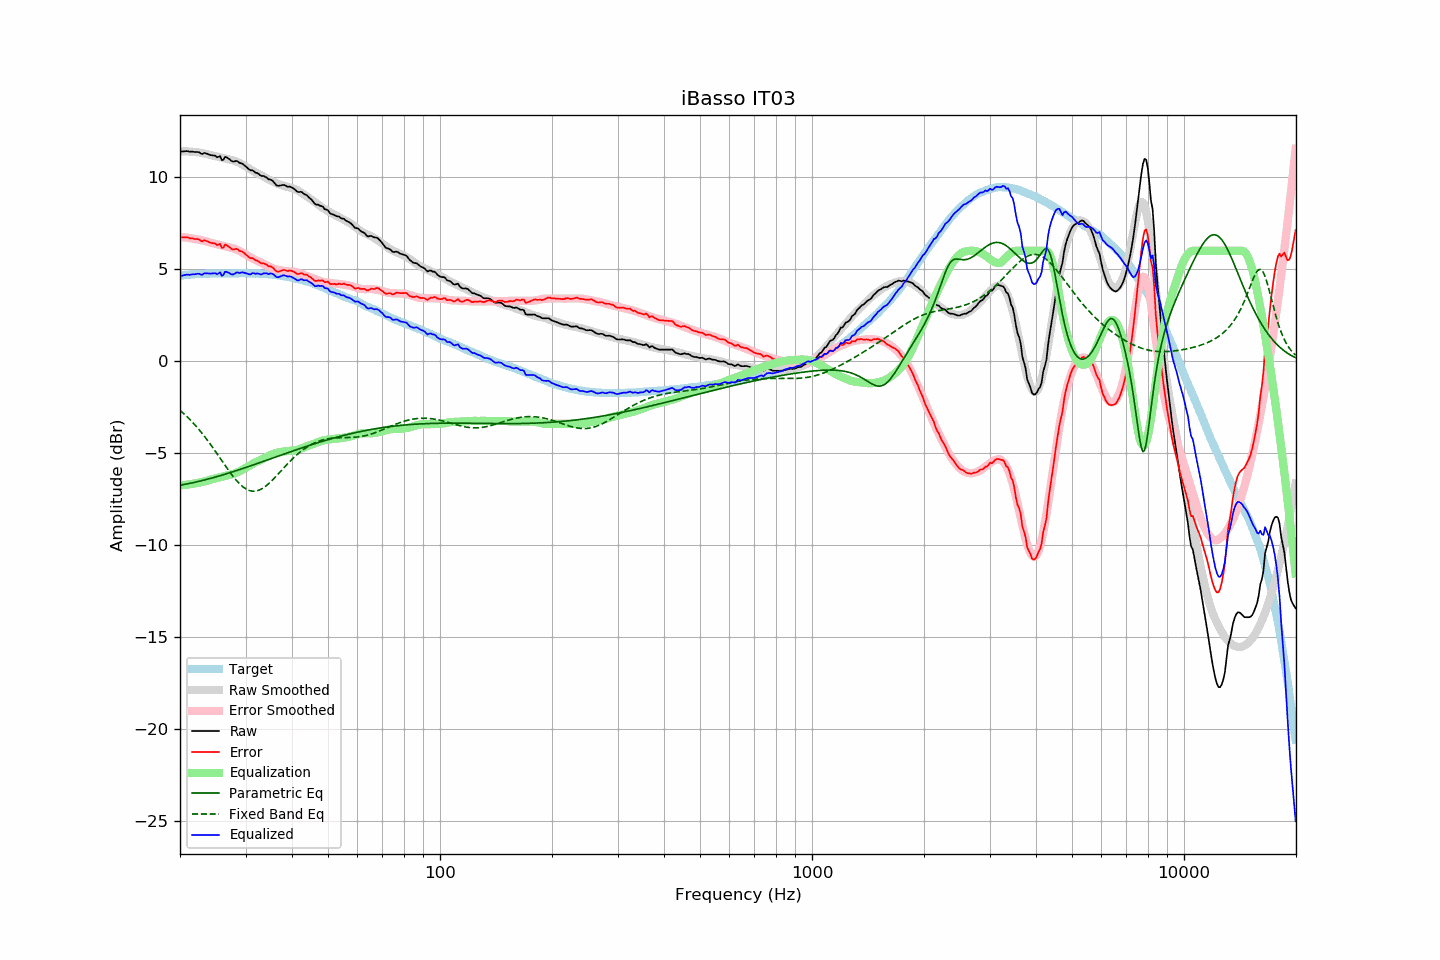 iBasso IT03
10
5
0
−5
−10
−15
−20
−25
Amplitude (dBr)
Target
Raw Smoothed
Error Smoothed
Raw
Error
Equalization
Parametric Eq
Fixed Band Eq
Equalized
100
1000
10000
Frequency (Hz)